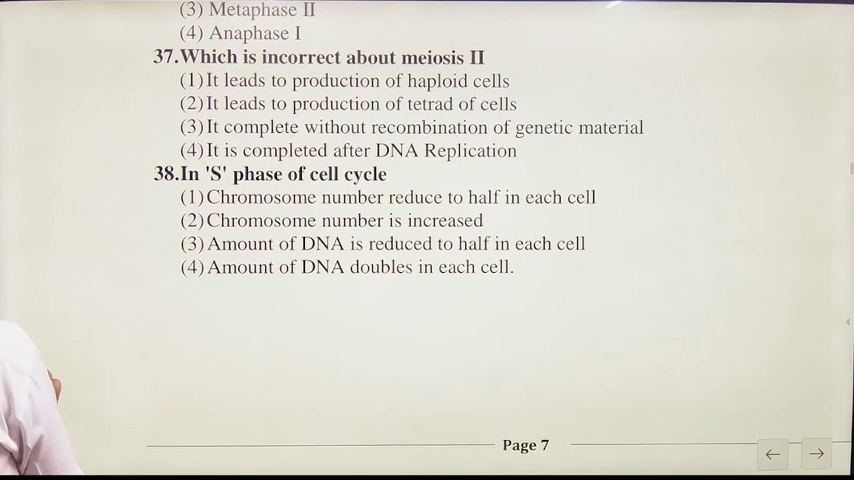 (3) Metaphase II
(4) Anaphase I
37.Which is incorrect about meiosis II
(1)It leads to production of haploid cells
(2)It leads to production of tetrad of cells
(3)It complete without recombination of genetic material
(4)It is completed after DNA Replication
38.In 'S' phase of cell cycle
(1)Chromosome number reduce to half in each cell
(2)Chromosome number is increased
(3)Amount of DNA is reduced to half in each cell
(4)Amount of DNA doubles in each cell.
Page 7